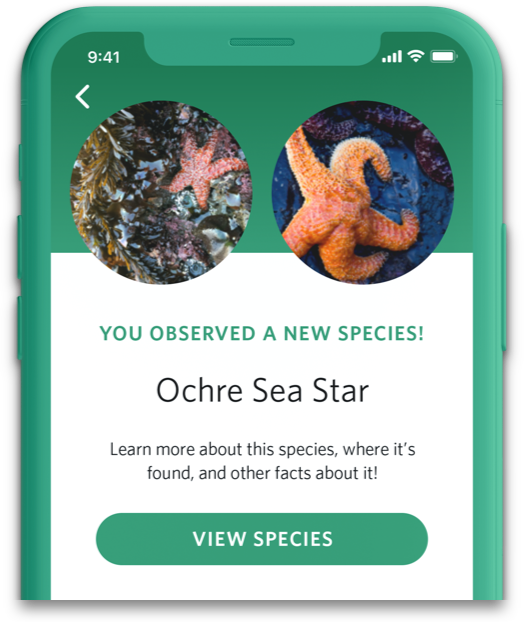 9:41
YOU OBSERVED A NEW SPECIES!
Ochre Sea Star
Learn more about this species, where it’s
found, and other facts about it!
VIEW SPECIES